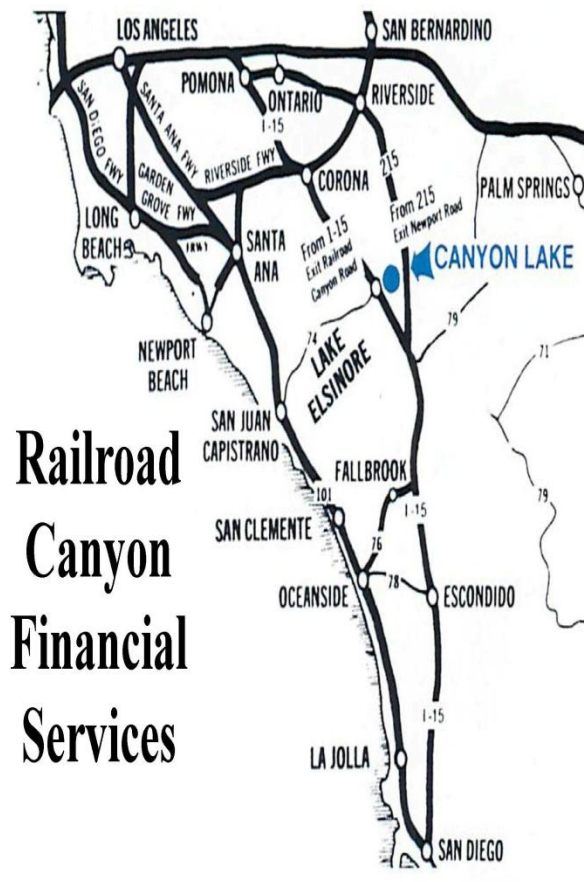 LOS ANGELES
SAN BERNARDINO
POMONA
ONTARIO
RIVERSIDE
I-15
SAN DIEGO FWY
SANTA ANA FWY
GARDEN
GROVE FWY
RIVERSIDE FWY
215
CORONA
PALM SPRINGS
From 215
Exit Newport Road
From I-15
Exit Railroad
Canyon Road
LONG
BEACH
SANTA
ANA
CANYON LAKE
NEWPORT
BEACH
74
LAKE
ELSINORE
79
71
SAN JUAN
CAPISTRANO
Railroad
Canyon
Financial
Services
FALLBROOK
I-15
79
101
SAN CLEMENTE
76
OCEANSIDE
78
ESCONDIDO
I-15
LA JOLLA
SAN DIEGO